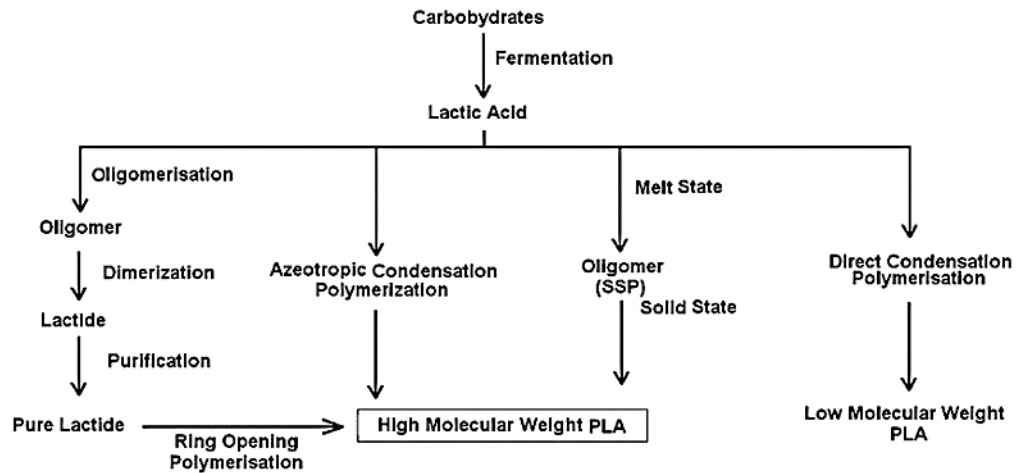 Carbobydrates
Fermentation
Lactic Acid
Oligomerisation
Melt State
Oligomer
Dimerization
Azeotropic Condensation
Polymerization
Oligomer
(SSP)
Direct Condensation
Polymerisation
Solid State
Lactide
Purification
Pure Lactide
Ring Opening
Polymerisation
High Molecular Weight PLA
Low Molecular Weight
PLA